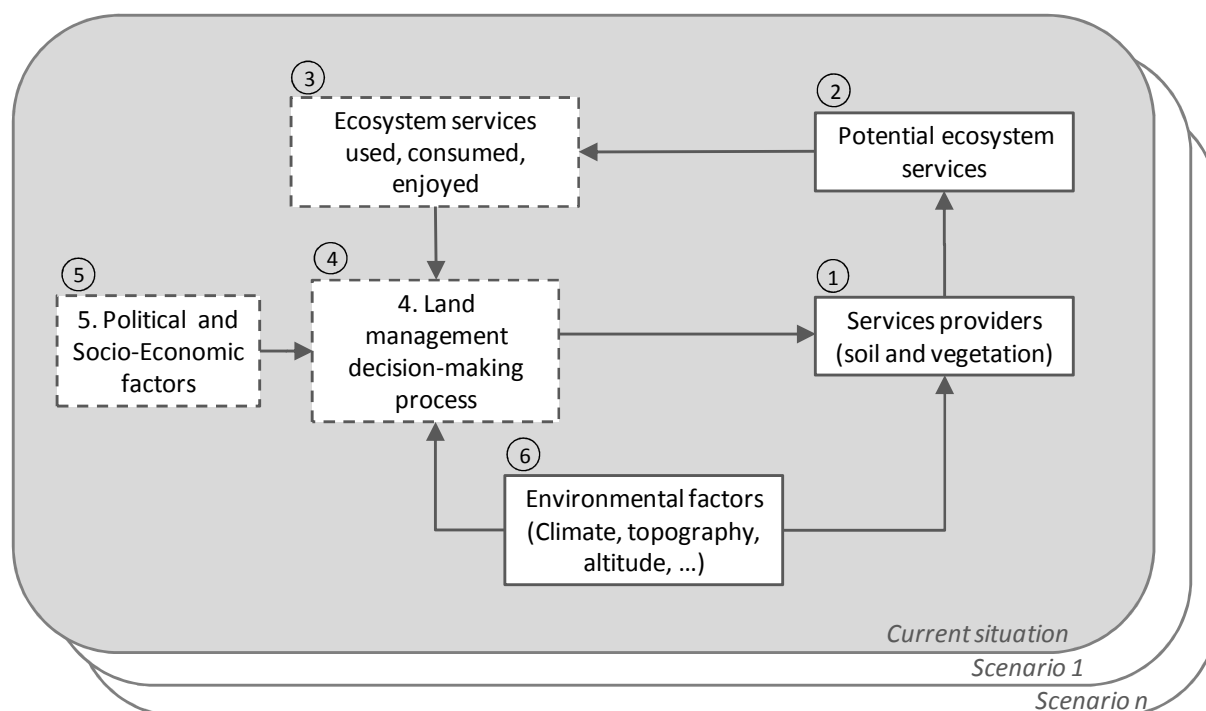 3
Ecosystem services
used, consumed,
enjoyed
2
Potential ecosystem
services
5
5. Political and
Socio-Economic
factors
4
4. Land
management
decision-making
process
1
Services providers
(soil and vegetation)
6
Environmental factors
(Climate, topography,
altitude, ...)
Current situation
Scenario 1
Scenario n